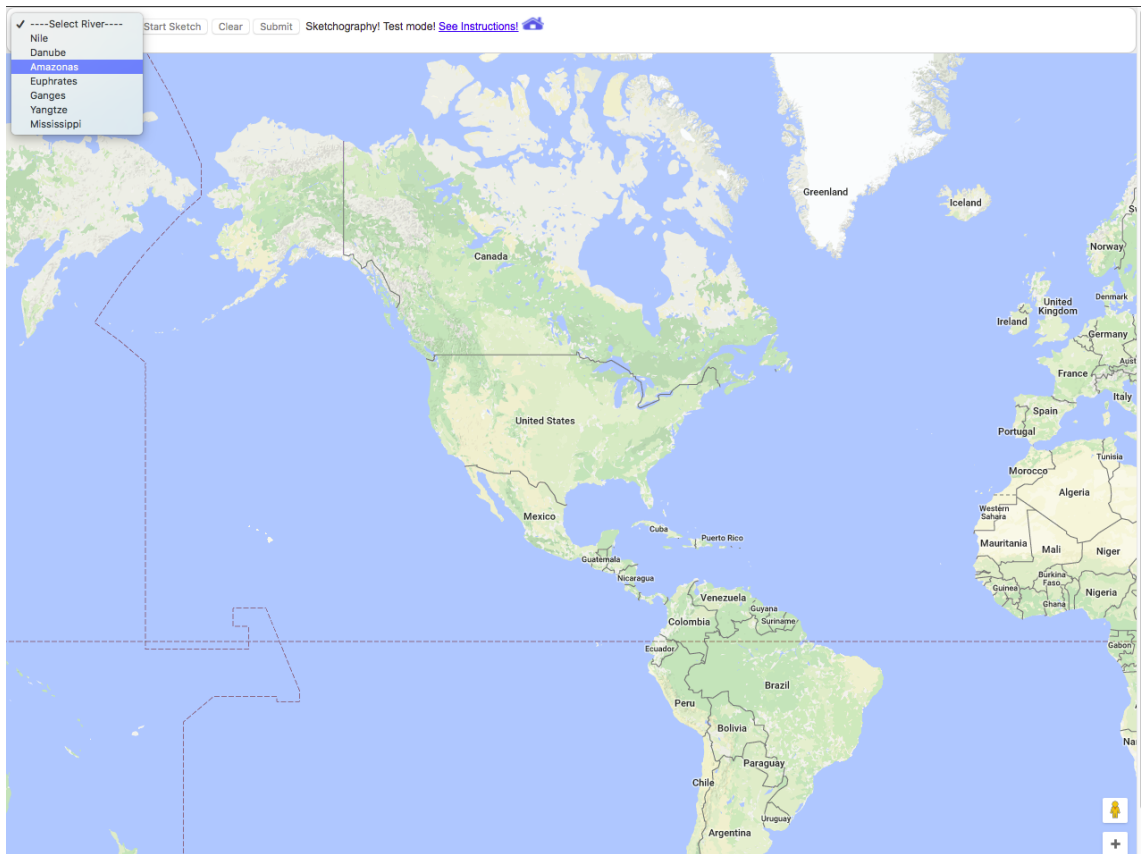 ✓ ----Select River----
Nile
Danube
Amazonas
Euphrates
Ganges
Yangtze
Mississippi
Start Sketch Clear Submit Sketchography! Test mode! See Instructions!
Greenland
Iceland
Norway
Canada
United
Kingdom
Denmark
Ireland
Germany
France
Aust
Italy
Spain
Portugal
United States
Tunisia
Morocco
Algeria
Western
Sahara
Mexico
Cuba
Puerto Rico
Mauritania
Mali
Niger
Guatemala
Nicaragua
Burkina
Faso
Guinea
Ghana
Nigeria
Venezuela
Guyana
Suriname
Colombia
Ecuador
Gabon
Brazil
Peru
Bolivia
Na
Paraguay
Chile
Uruguay
Argentina
+